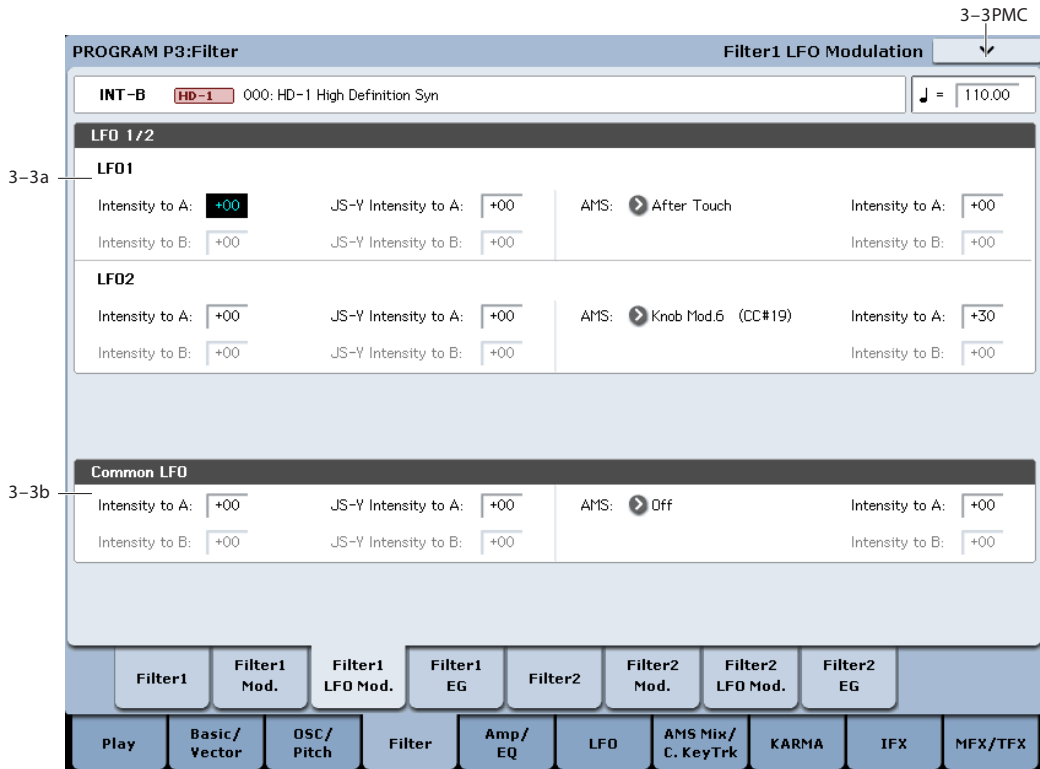 3–3PMC
PROGRAM P3:Filter Filter1 LFO Modulation
INT-B HD-1 000: HD-1 High Definition Syn ♩ = 110.00
LFO 1/2
3–3a
LFO1
Intensity to A: +00 JS-Y Intensity to A: +00 AMS: After Touch Intensity to A: +00
Intensity to B: +00 JS-Y Intensity to B: +00 Intensity to B: +00
LFO2
Intensity to A: +00 JS-Y Intensity to A: +00 AMS: Knob Mod.6 (CC#19) Intensity to A: +30
Intensity to B: +00 JS-Y Intensity to B: +00 Intensity to B: +00
Common LFO
3–3b
Intensity to A: +00 JS-Y Intensity to A: +00 AMS: Off Intensity to A: +00
Intensity to B: +00 JS-Y Intensity to B: +00 Intensity to B: +00
Filter1
Filter1
Mod.
Filter1
LFO Mod.
Filter1
EG
Filter2
Filter2
Mod.
Filter2
LFO Mod.
Filter2
EG
Play
Basic/
Vector
OSC/
Pitch
Filter
Amp/
EQ
LFO
AMS Mix/
C. KeyTrk
KARMA
IFX
MFX/TFX